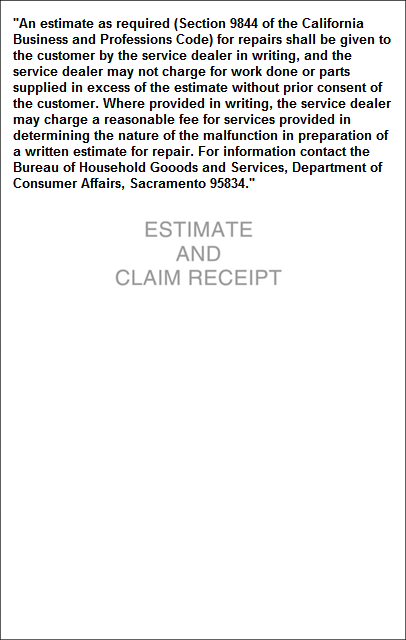 "An estimate as required (Section 9844 of the California
Business and Professions Code) for repairs shall be given to
the customer by the service dealer in writing, and the
service dealer may not charge for work done or parts
supplied in excess of the estimate without prior consent of
the customer. Where provided in writing, the service dealer
may charge a reasonable fee for services provided in
determining the nature of the malfunction in preparation of
a written estimate for repair. For information contact the
Bureau of Household Gooods and Services, Department of
Consumer Affairs, Sacramento 95834."
ESTIMATE
AND
CLAIM RECEIPT